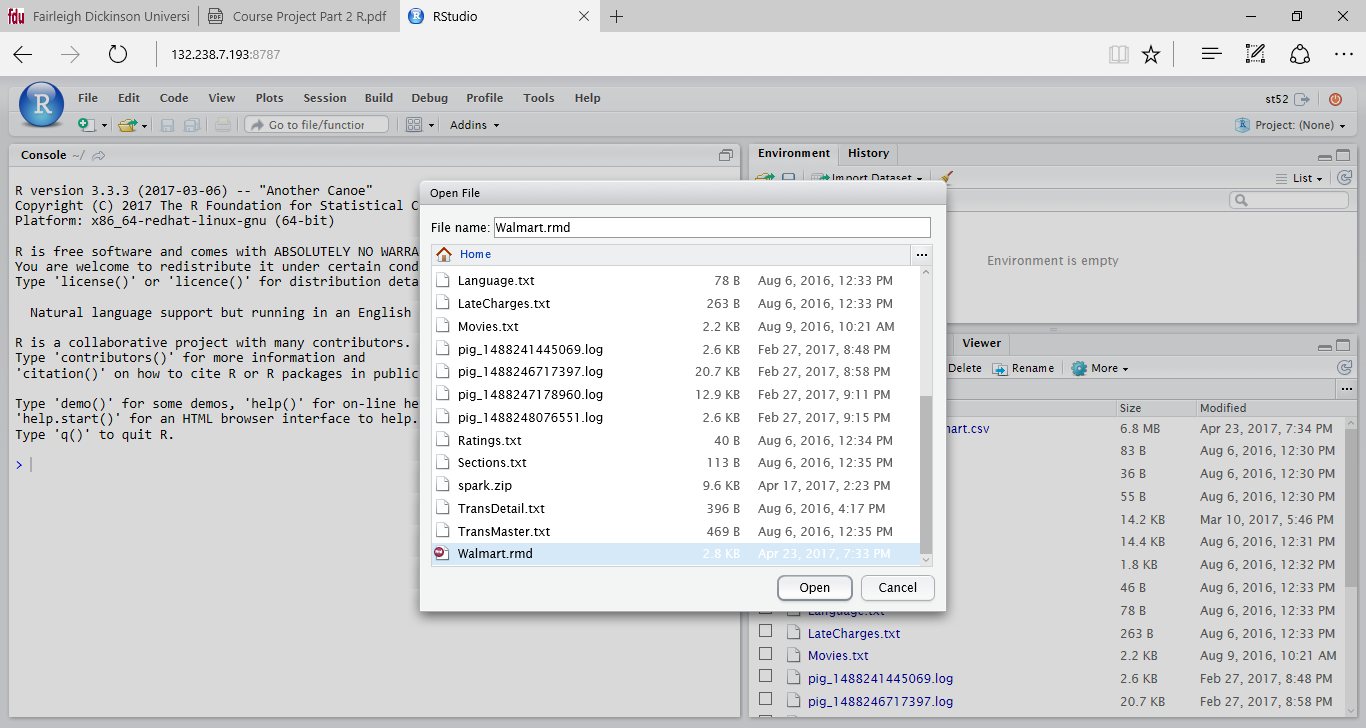 fdu Fairleigh Dickinson Universi
PDF Course Project Part 2 R.pdf
R RStudio
132.238.7.193:8787
R File Edit Code View Plots Session Build Debug Profile Tools Help
st52
Go to file/function
Addins
R Project: (None)
Console ~/
R version 3.3.3 (2017-03-06) -- "Another Canoe"
Copyright (C) 2017 The R Foundation for Statistical C
Platform: x86_64-redhat-linux-gnu (64-bit)
R is free software and comes with ABSOLUTELY NO WARRA
You are welcome to redistribute it under certain cond
Type 'license()' or 'licence()' for distribution deta
Natural language support but running in an English
R is a collaborative project with many contributors.
Type 'contributors()' for more information and
'citation()' on how to cite R or R packages in public
Type 'demo()' for some demos, 'help()' for on-line he
'help.start()' for an HTML browser interface to help.
Type 'q()' to quit R.
>
Open File
File name: Walmart.rmd
Home ...
Language.txt 78 B Aug 6, 2016, 12:33 PM
LateCharges.txt 263 B Aug 6, 2016, 12:33 PM
Movies.txt 2.2 KB Aug 9, 2016, 10:21 AM
pig_1488241445069.log 2.6 KB Feb 27, 2017, 8:48 PM
pig_1488246717397.log 20.7 KB Feb 27, 2017, 8:58 PM
pig_1488247178960.log 12.9 KB Feb 27, 2017, 9:11 PM
pig_1488248076551.log 2.6 KB Feb 27, 2017, 9:15 PM
Ratings.txt 40 B Aug 6, 2016, 12:34 PM
Sections.txt 113 B Aug 6, 2016, 12:35 PM
spark.zip 9.6 KB Apr 17, 2017, 2:23 PM
TransDetail.txt 396 B Aug 6, 2016, 4:17 PM
TransMaster.txt 469 B Aug 6, 2016, 12:35 PM
Walmart.rmd 2.8 KB Apr 23, 2017, 7:33 PM
Open Cancel
Environment History
Import Dataset
List
Environment is empty
Viewer
Delete Rename More
...
Size Modified
mart.csv 6.8 MB Apr 23, 2017, 7:34 PM
83 B Aug 6, 2016, 12:30 PM
36 B Aug 6, 2016, 12:30 PM
55 B Aug 6, 2016, 12:30 PM
14.2 KB Mar 10, 2017, 5:46 PM
14.4 KB Aug 6, 2016, 12:31 PM
1.8 KB Aug 6, 2016, 12:32 PM
46 B Aug 6, 2016, 12:33 PM
Language.txt 78 B Aug 6, 2016, 12:33 PM
LateCharges.txt 263 B Aug 6, 2016, 12:33 PM
Movies.txt 2.2 KB Aug 9, 2016, 10:21 AM
pig_1488241445069.log 2.6 KB Feb 27, 2017, 8:48 PM
pig_1488246717397.log 20.7 KB Feb 27, 2017, 8:58 PM